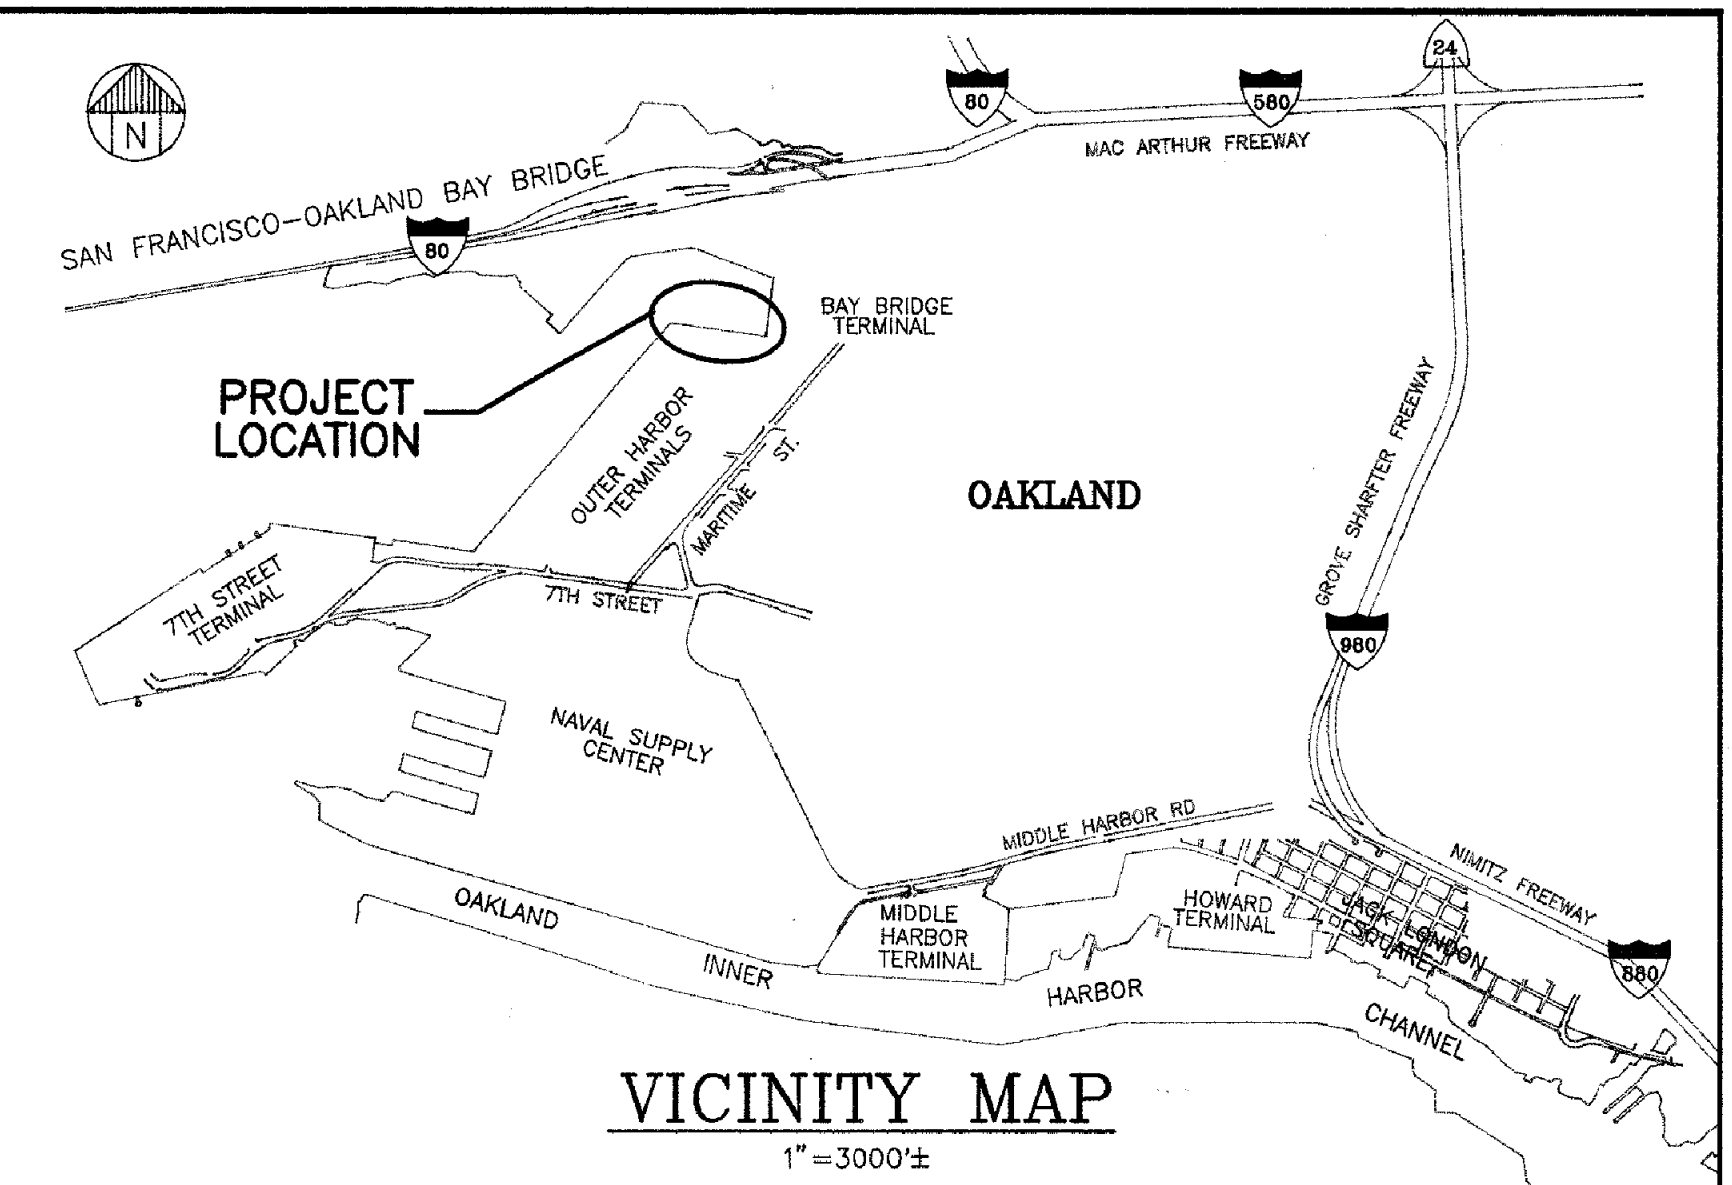 24
80
580
MAC ARTHUR FREEWAY
N
SAN FRANCISCO-OAKLAND BAY BRIDGE
80
BAY BRIDGE
TERMINAL
PROJECT
LOCATION
OUTER HARBOR
TERMINALS
MARITIME ST.
OAKLAND
GROVE SHARFTER FREEWAY
7TH STREET
TERMINAL
7TH STREET
980
NAVAL SUPPLY
CENTER
MIDDLE HARBOR RD
NIMITZ FREEWAY
OAKLAND INNER HARBOR CHANNEL
MIDDLE
HARBOR
TERMINAL
HOWARD
TERMINAL
JACK LONDON
SQUARE
880
VICINITY MAP
1"=3000'±